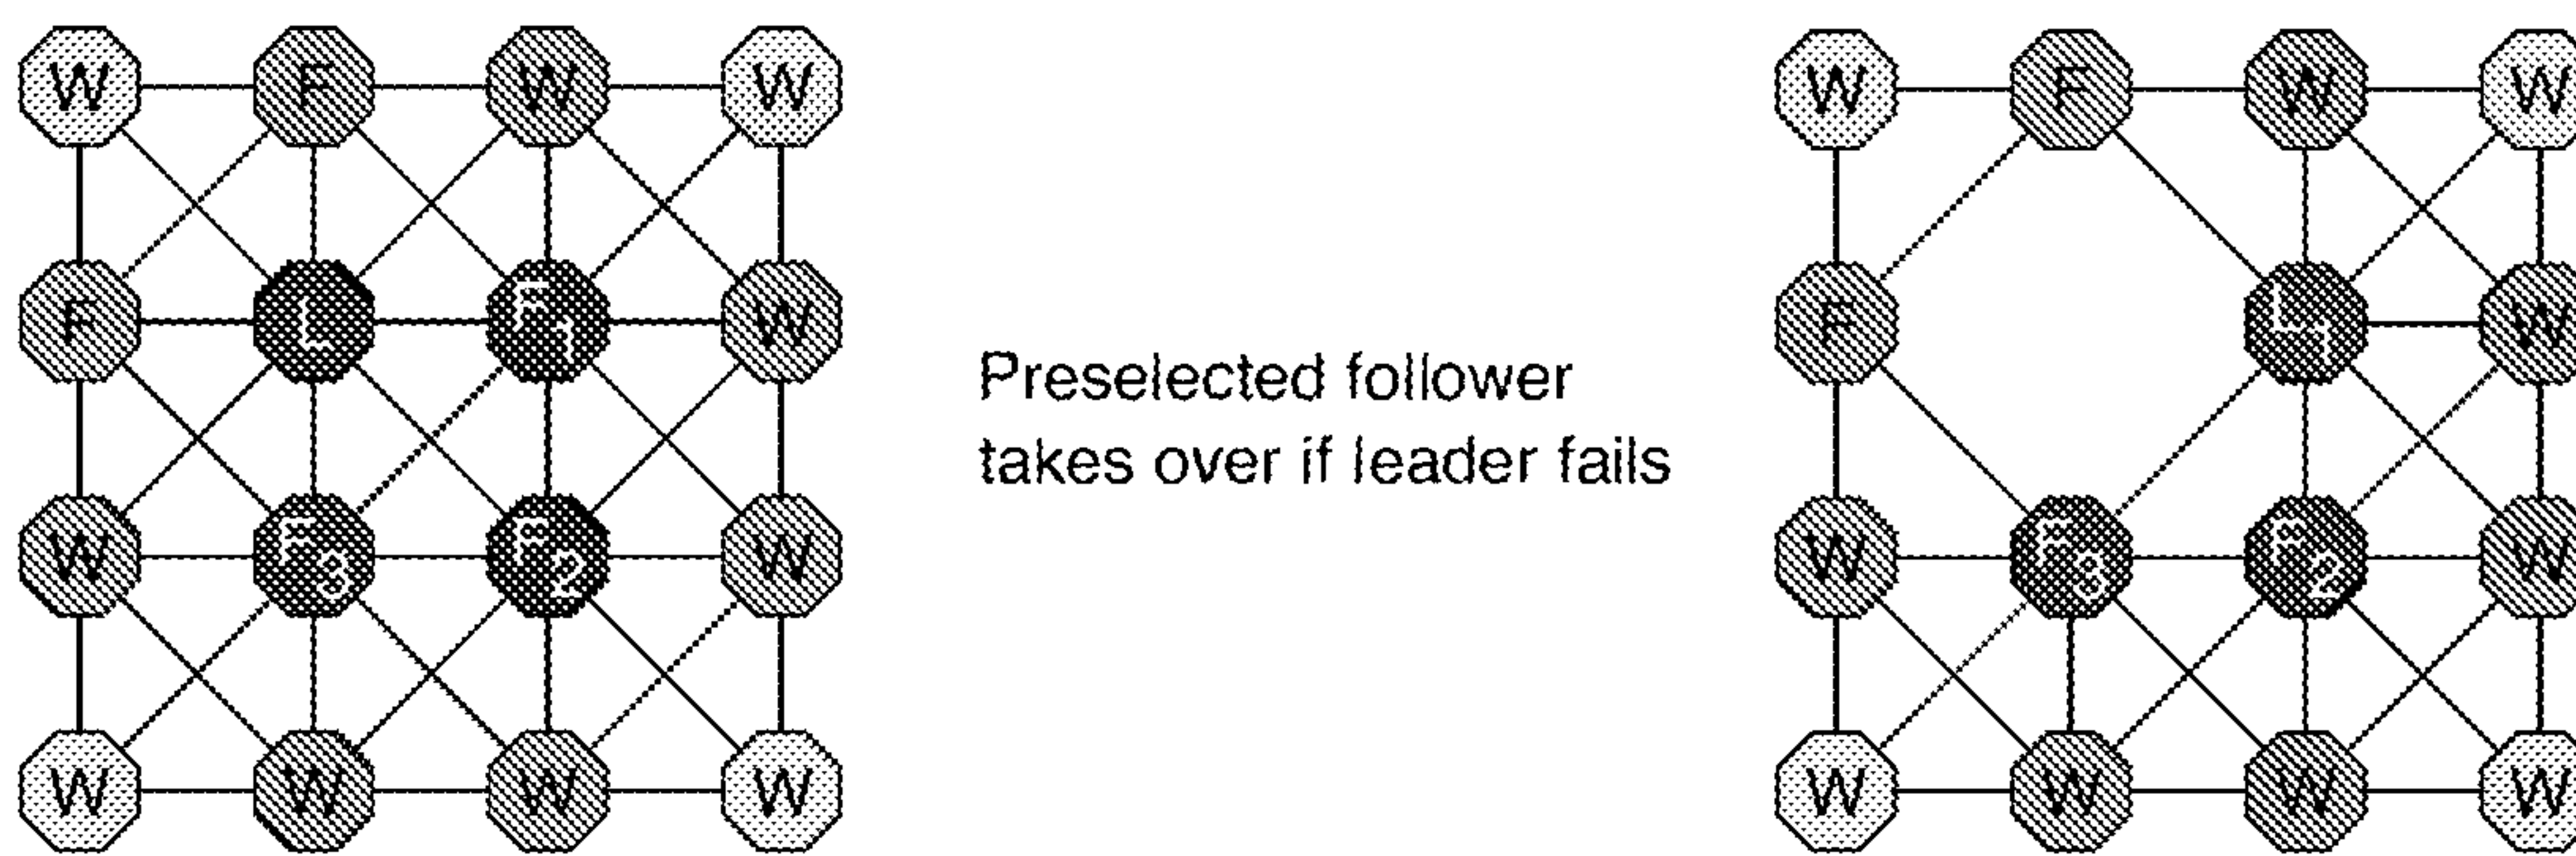 W F W W
F L F1 W
W F3 F2 W
W W W W
Preselected follower
takes over if leader fails
W F W W
F L1 W
W F3 F2 W
W W W W